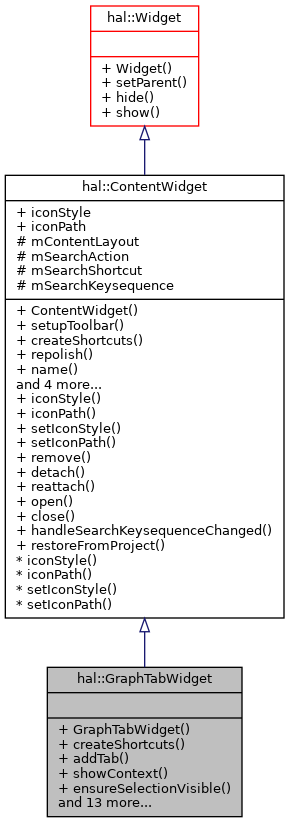 hal::Widget
+ Widget()
+ setParent()
+ hide()
+ show()
hal::ContentWidget
+ iconStyle
+ iconPath
# mContentLayout
# mSearchAction
# mSearchShortcut
# mSearchKeysequence
+ ContentWidget()
+ setupToolbar()
+ createShortcuts()
+ repolish()
+ name()
and 4 more...
+ iconStyle()
+ iconPath()
+ setIconStyle()
+ setIconPath()
+ remove()
+ detach()
+ reattach()
+ open()
+ close()
+ handleSearchKeysequenceChanged()
+ restoreFromProject()
* iconStyle()
* iconPath()
* setIconStyle()
* setIconPath()
hal::GraphTabWidget
+ GraphTabWidget()
+ createShortcuts()
+ addTab()
+ showContext()
+ ensureSelectionVisible()
and 13 more...